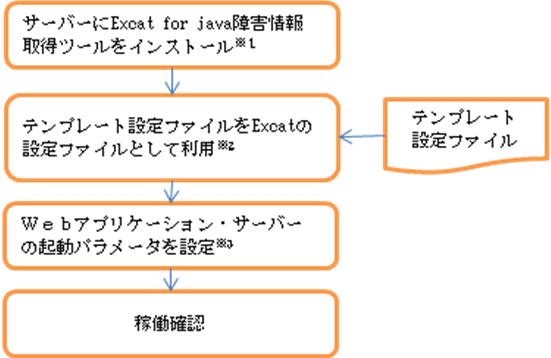 サーバーにExcat for java障害情報
取得ツールをインストール※1
テンプレート設定ファイルをExcatの
設定ファイルとして利用※2
テンプレート
設定ファイル
Ｗｅｂアプリケーション・サーバー
の起動パラメータを設定※3
稼働確認